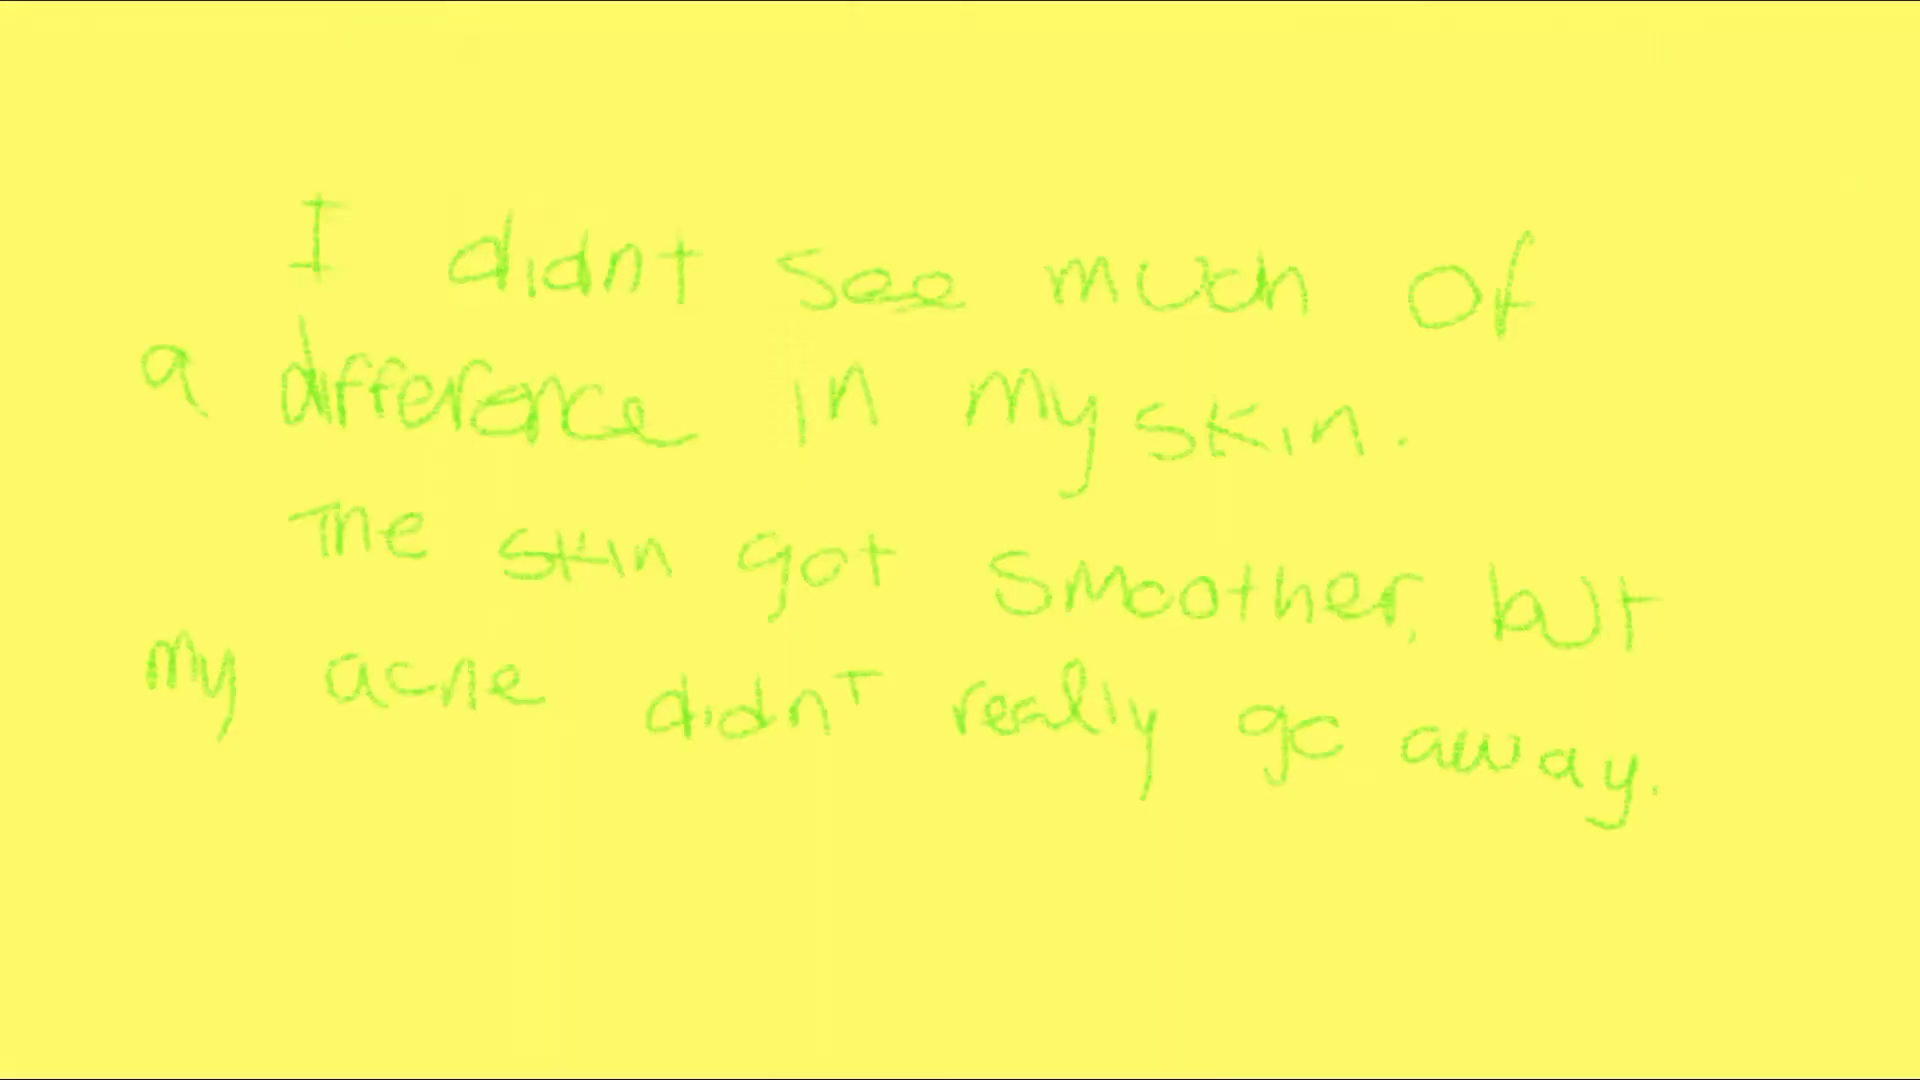 I didnt see much of
a difference in my skin.
The skin got smoother, but
my acne didnt really go away.